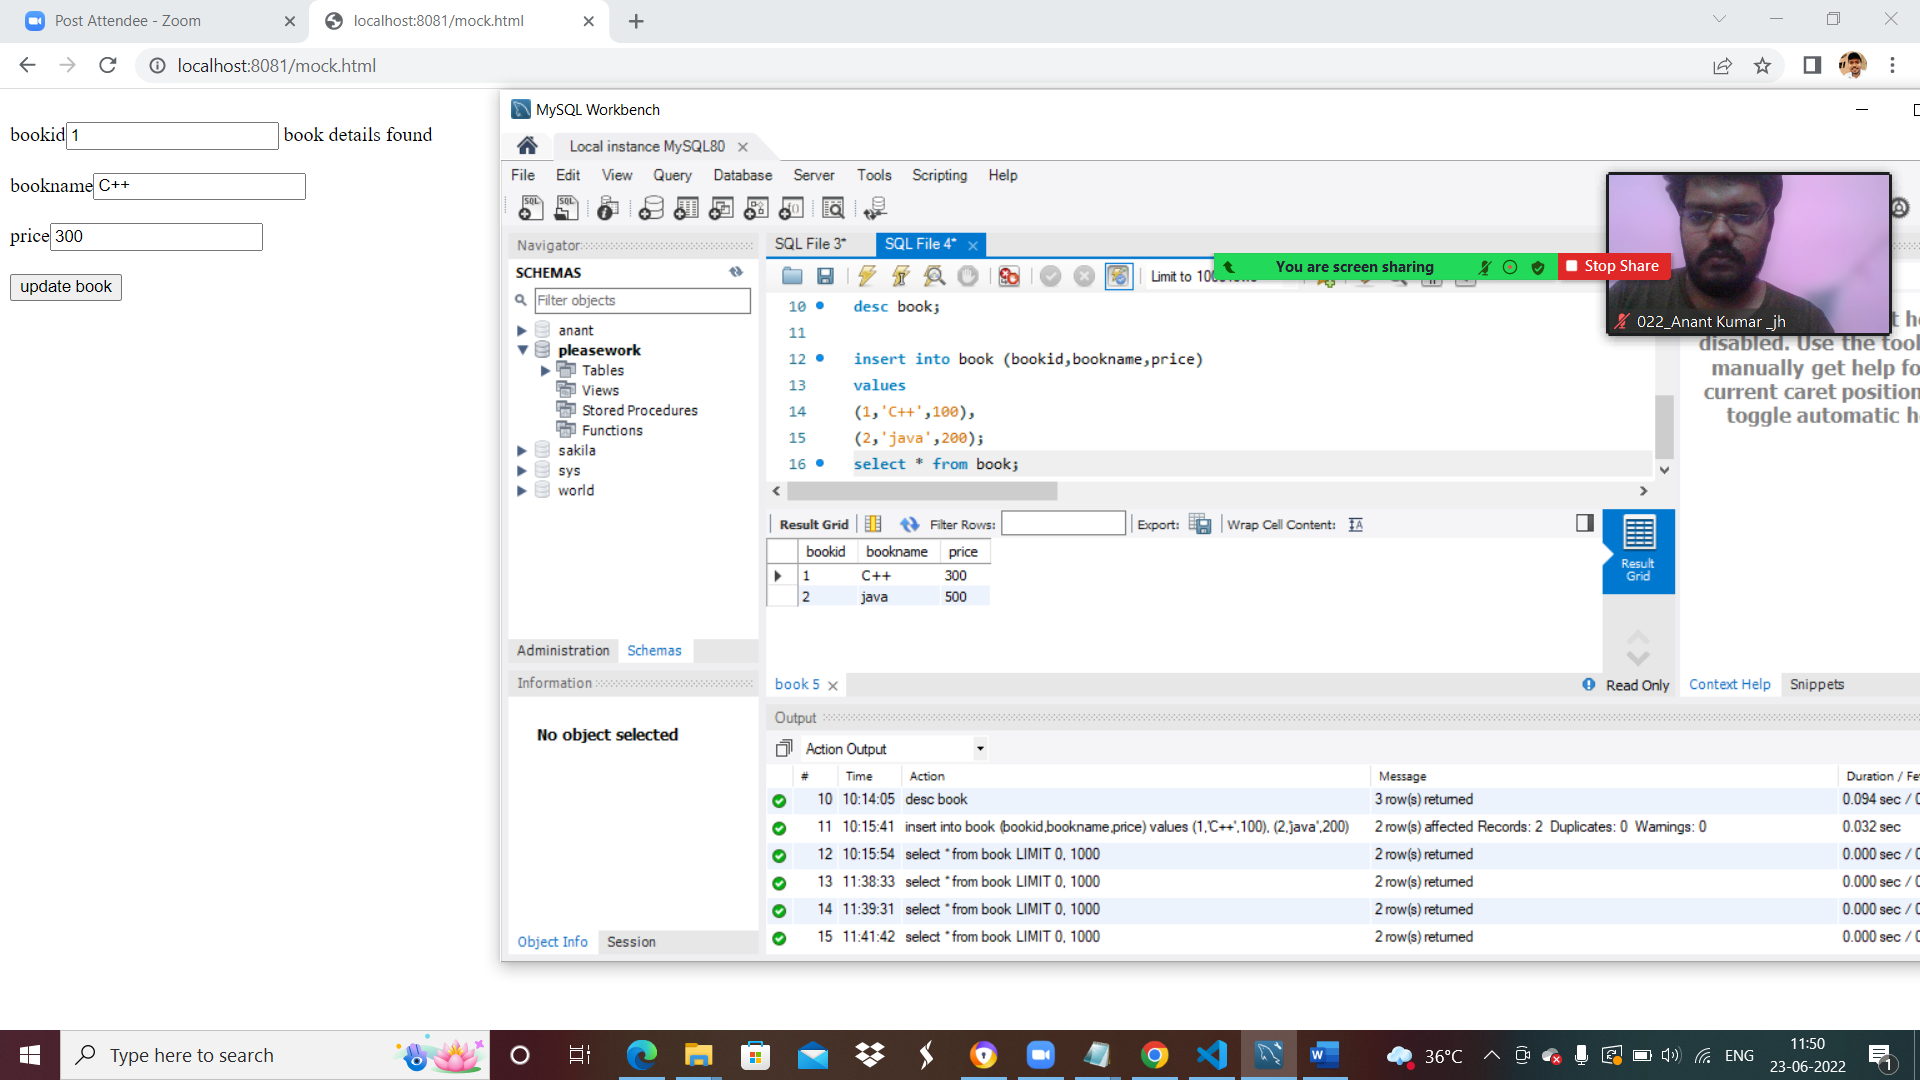 Post Attendee - Zoom
localhost:8081/mock.html
localhost:8081/mock.html
bookid 1 book details found
bookname C++
price 300
update book
MySQL Workbench
Local instance MySQL80
File Edit View Query Database Server Tools Scripting Help
Navigator
SCHEMAS
Filter objects
anant
pleasework
Tables
Views
Stored Procedures
Functions
sakila
sys
world
Administration Schemas
Information
No object selected
Object Info Session
SQL File 3* SQL File 4*
Limit to
You are screen sharing
Stop Share
022_Anant Kumar _jh
10 desc book;
11
12 insert into book (bookid,bookname,price)
13 values
14 (1,'C++',100),
15 (2,'java',200);
16 select * from book;
disabled. Use the
manually get help
current caret
toggle automatic
Result Grid Filter Rows: Export: Wrap Cell Content:
bookid bookname price
1 C++ 300
2 java 500
Result
Grid
book 5
Read Only
Context Help Snippets
Output
Action Output
# Time Action Message Duration /
10 10:14:05 desc book 3 row(s) returned 0.094 sec /
11 10:15:41 insert into book (bookid,bookname,price) values (1,'C++',100), (2,'java',200) 2 row(s) affected Records: 2 Duplicates: 0 Warnings: 0 0.032 sec
12 10:15:54 select * from book LIMIT 0, 1000 2 row(s) returned 0.000 sec /
13 11:38:33 select * from book LIMIT 0, 1000 2 row(s) returned 0.000 sec /
14 11:39:31 select * from book LIMIT 0, 1000 2 row(s) returned 0.000 sec /
15 11:41:42 select * from book LIMIT 0, 1000 2 row(s) returned 0.000 sec /
Type here to search
36°C
ENG
11:50
23-06-2022
1